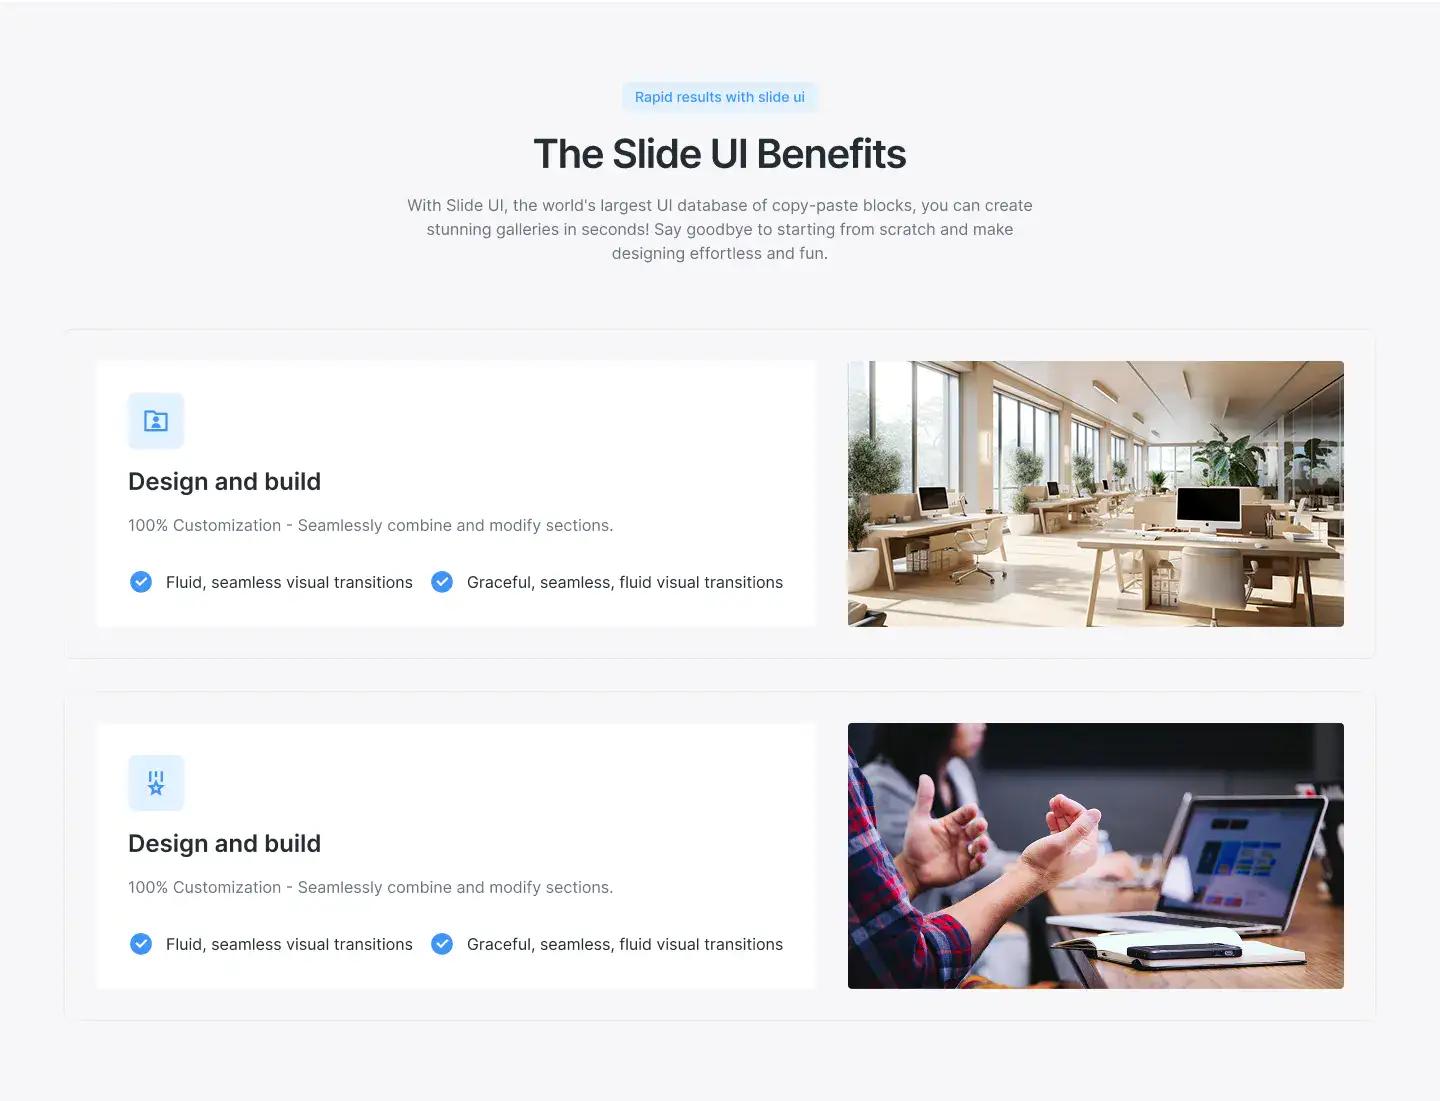 Rapid results with slide ui
The Slide UI Benefits
With Slide UI, the world's largest UI database of copy-paste blocks, you can create
stunning galleries in seconds! Say goodbye to starting from scratch and make
designing effortless and fun.
Design and build
100% Customization - Seamlessly combine and modify sections.
Fluid, seamless visual transitions
Graceful, seamless, fluid visual transitions
Design and build
100% Customization - Seamlessly combine and modify sections.
Fluid, seamless visual transitions
Graceful, seamless, fluid visual transitions